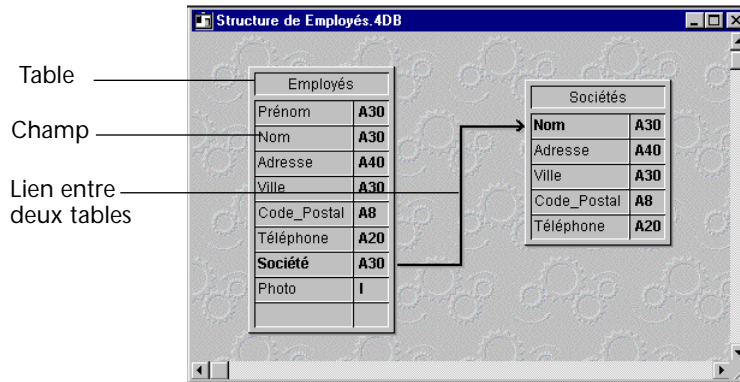 Structure de Employés.4DB
Table
Champ
Lien entre
deux tables
Employés
Prénom A30
Nom A30
Adresse A40
Ville A30
Code_Postal A8
Téléphone A20
Société A30
Photo I
Sociétés
Nom A30
Adresse A40
Ville A30
Code_Postal A8
Téléphone A20